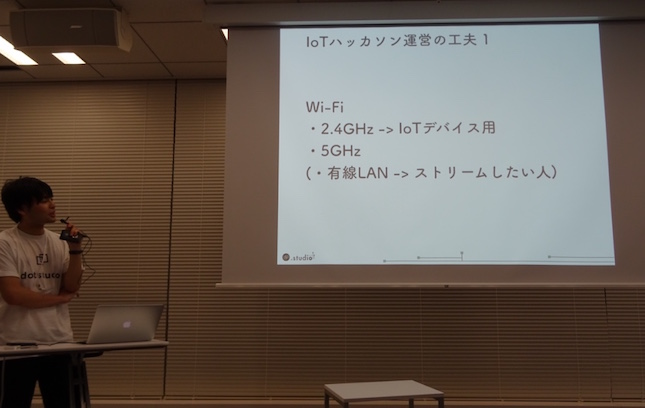 IoTハッカソン運営の工夫1
Wi-Fi
・2.4GHz -> IoTデバイス用
・5GHz
(・有線LAN -> ストリームしたい人)
.studio